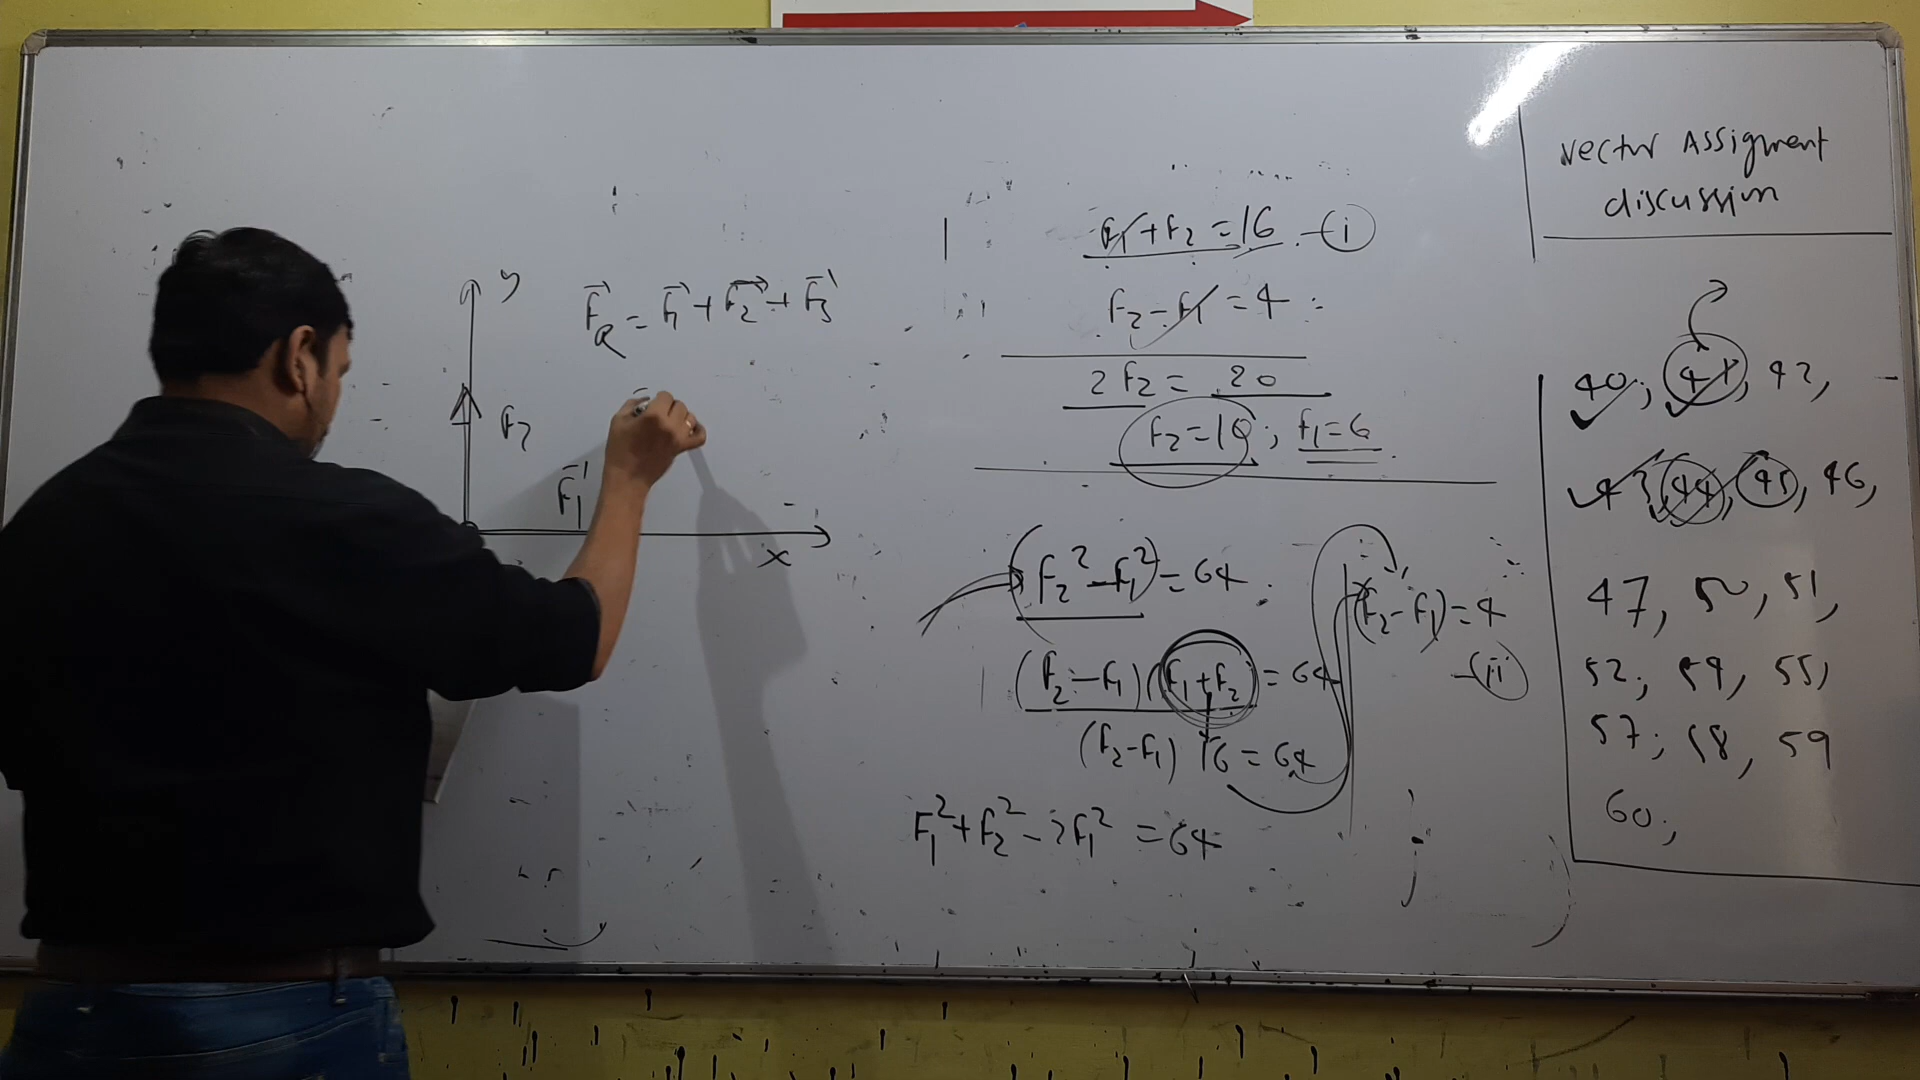 y
F⃗R = F⃗1 + F⃗2 + F⃗3
F2
F⃗1
x
F1 + F2 = 16 (i)
F2 - F1 = 4
2 F2 = 20
F2 = 10 ; F1 = 6
(F2² - F1²) = 64
(F2 - F1) (F1 + F2) = 64
(F2 - F1) 16 = 64
F1² + F2² - 2F1² = 64
(F2 - F1) = 4
(ii)
Vector Assigment
discussion
40, 41, 42,
43, 44, 45, 46,
47, 50, 51,
52, 54, 55,
57, 58, 59
60,